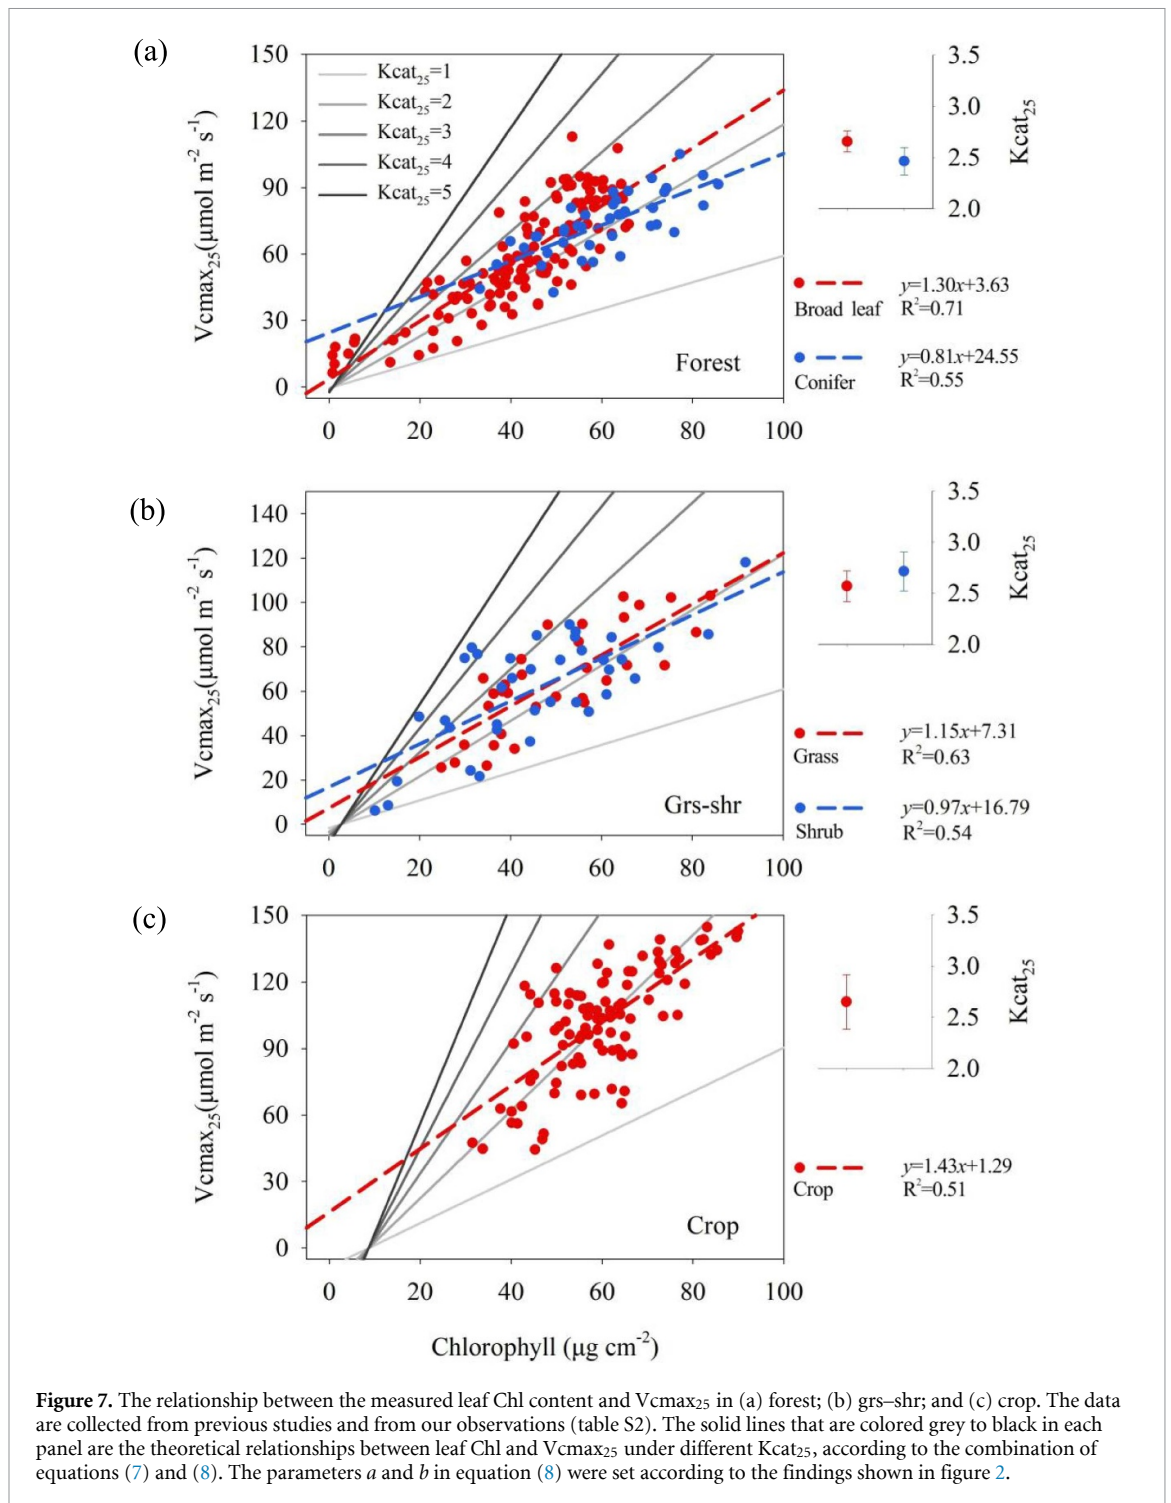 (a)
150
120
90
60
30
0
Vcmax25(μmol m-2 s-1)
Kcat25=1
Kcat25=2
Kcat25=3
Kcat25=4
Kcat25=5
Forest
0 20 40 60 80 100
3.5
3.0
2.5
2.0
Kcat25
Broad leaf
y=1.30x+3.63
R2=0.71
Conifer
y=0.81x+24.55
R2=0.55
(b)
140
120
100
80
60
40
20
0
Vcmax25(μmol m-2 s-1)
Grs-shr
0 20 40 60 80 100
3.5
3.0
2.5
2.0
Kcat25
Grass
y=1.15x+7.31
R2=0.63
Shrub
y=0.97x+16.79
R2=0.54
(c)
150
120
90
60
30
0
Vcmax25(μmol m-2 s-1)
Crop
0 20 40 60 80 100
Chlorophyll (μg cm-2)
3.5
3.0
2.5
2.0
Kcat25
Crop
y=1.43x+1.29
R2=0.51
Figure 7. The relationship between the measured leaf Chl content and Vcmax25 in (a) forest; (b) grs–shr; and (c) crop. The data
are collected from previous studies and from our observations (table S2). The solid lines that are colored grey to black in each
panel are the theoretical relationships between leaf Chl and Vcmax25 under different Kcat25, according to the combination of
equations (7) and (8). The parameters a and b in equation (8) were set according to the findings shown in figure 2.